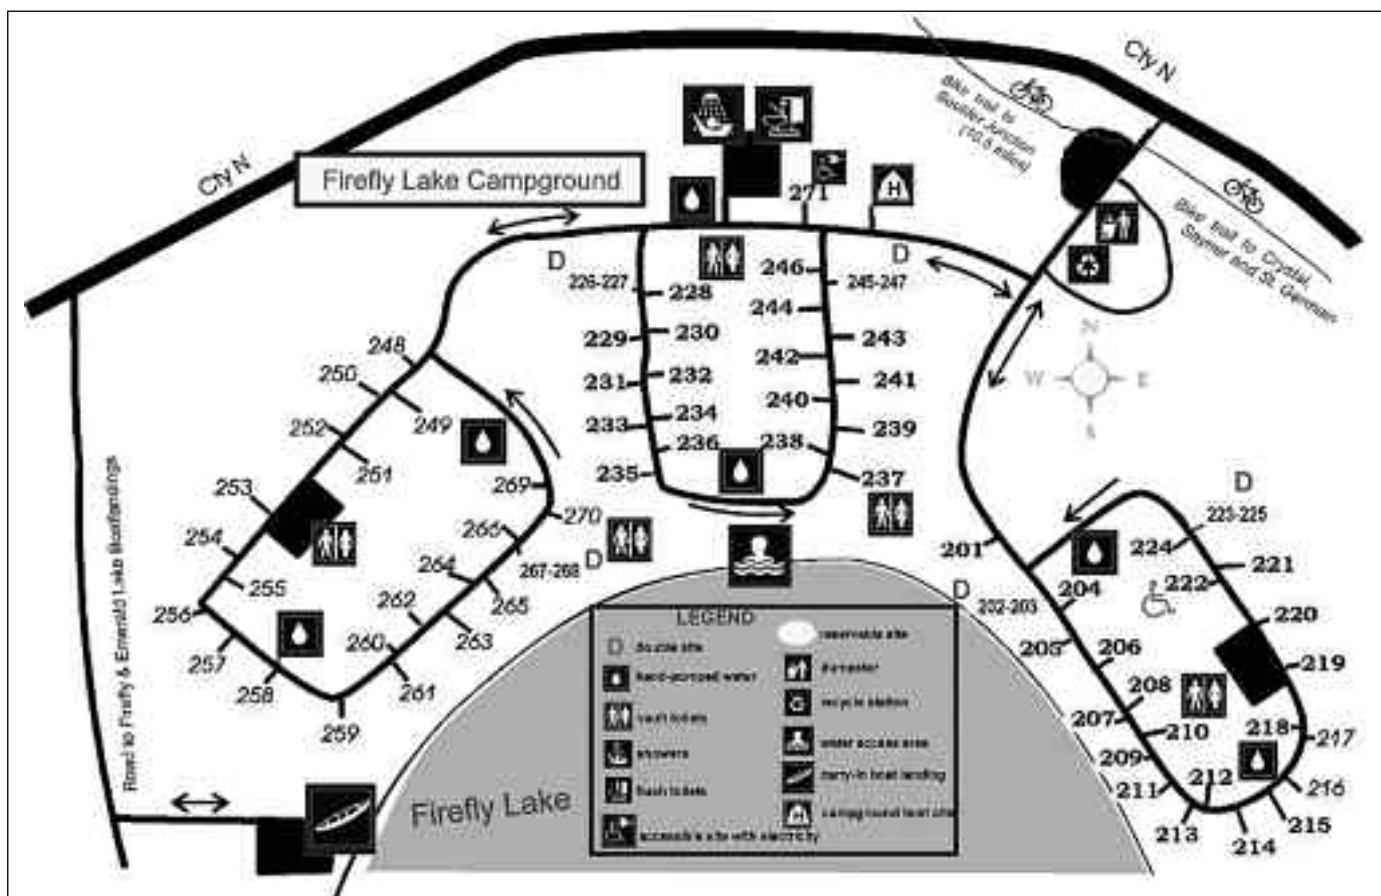 Cty N
Cty N
Bike trail to
Boulder Junction
(10.5 miles)
Firefly Lake Campground
H
271
Bike trail to Crystal,
and St. Germain
D
D
226-227
228
246
245-247
244
229
230
243
242
231
232
241
240
233
234
239
236
238
235
237
N
W
E
248
250
249
252
251
253
254
255
256
257
258
259
260
261
262
263
264
265
266
267-268
D
269
270
201
D
202-203
204
205
206
207
208
209
210
211
212
213
214
215
216
217
218
219
220
221
222
D
223-225
224
Road to Firefly & Emerald Lake Boatlandings
Firefly Lake
LEGEND
D double site
hand-pumped water
vault toilets
showers
flush toilets
accessible site with electricity
reservable site
dumpster
recycle station
water access area
carry-in boat landing
H campground host site